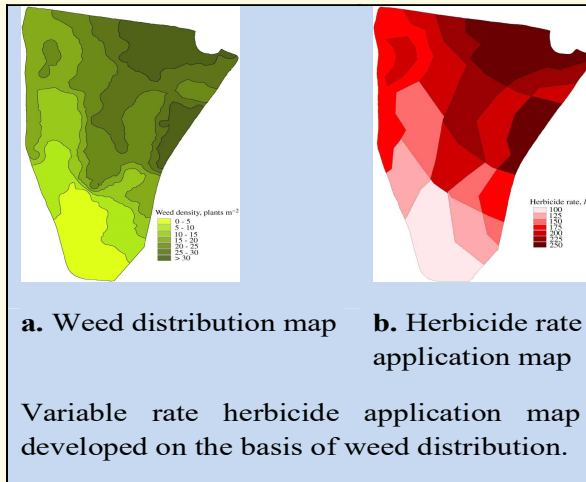 Weed density, plants m⁻²
0 - 5
5 - 10
10 - 15
15 - 20
20 - 25
25 - 30
> 30
Herbicide rate,
100
125
150
175
200
225
250
a. Weed distribution map
b. Herbicide rate
application map
Variable rate herbicide application map
developed on the basis of weed distribution.